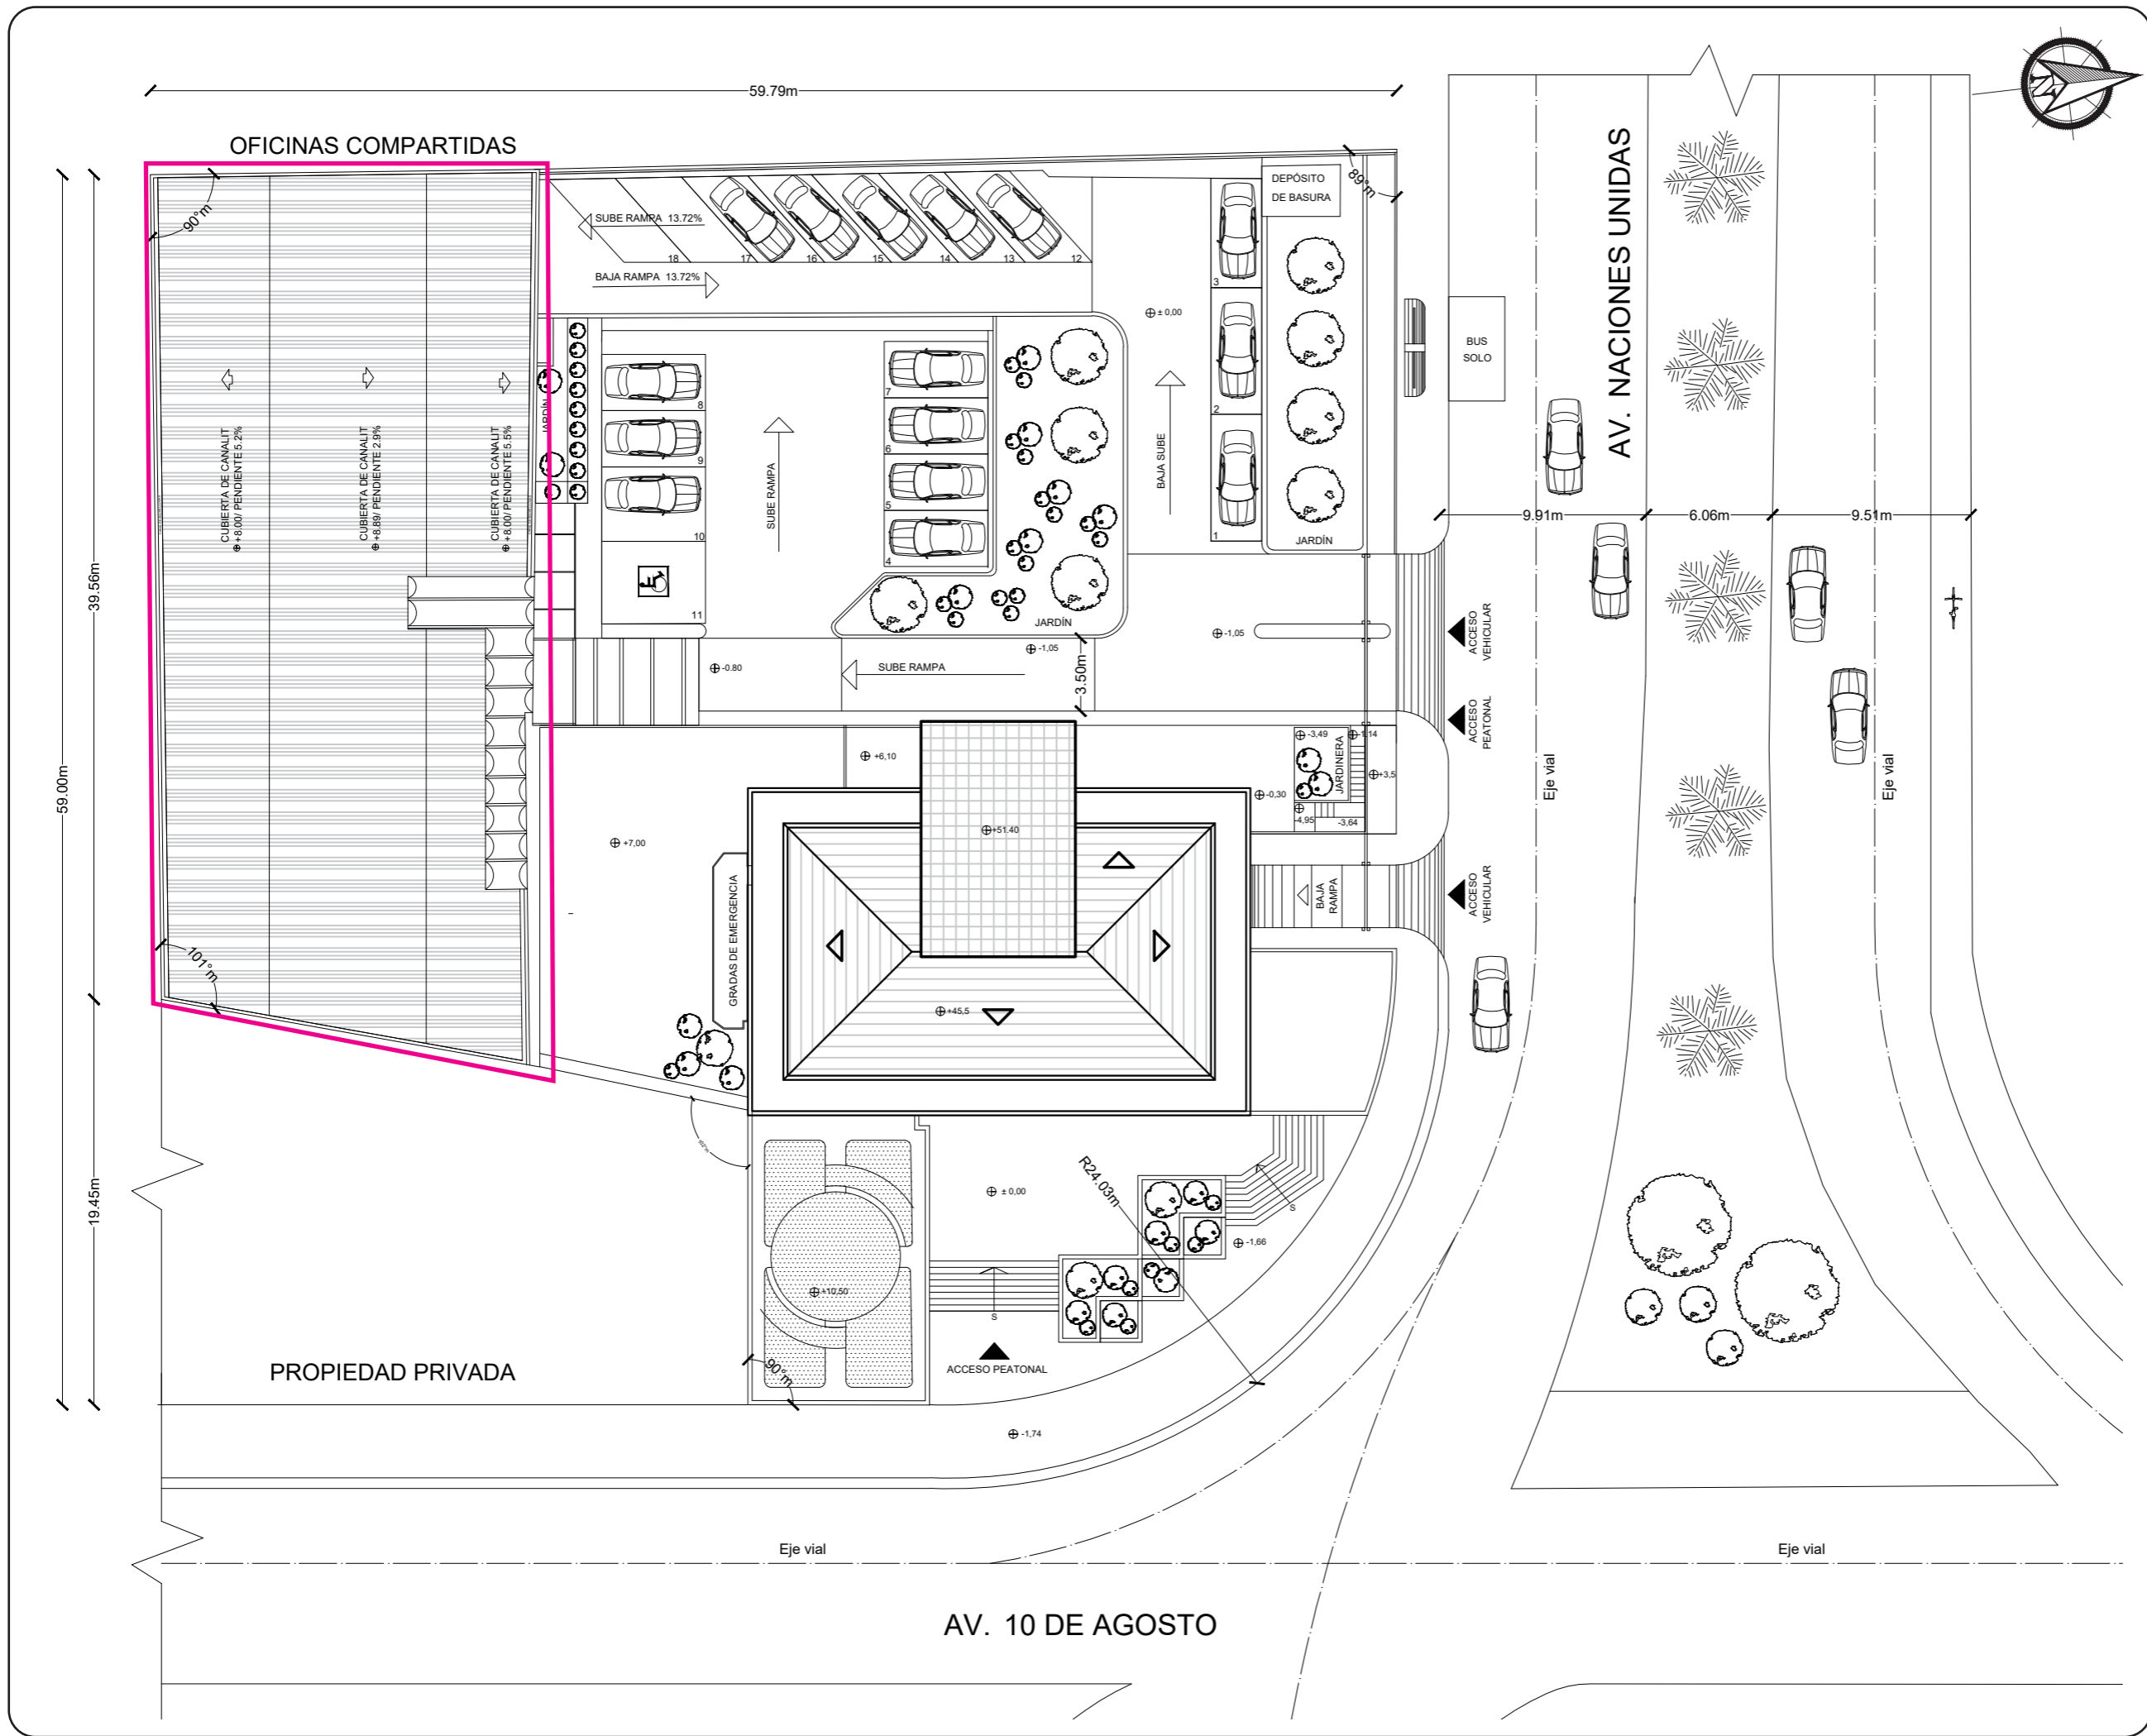 59.79m
OFICINAS COMPARTIDAS
90°m
59.00m
39.56m
19.45m
SUBE RAMPA 13.72%
BAJA RAMPA 13.72%
18
17
16
15
14
13
12
DEPÓSITO
DE BASURA
89°m
3
2
1
± 0,00
BAJA SUBE
JARDÍN
BUS
SOLO
AV. NACIONES UNIDAS
9.91m
6.06m
9.51m
CUBIERTA DE CANALIT
+8.00/ PENDIENTE 5.2%
CUBIERTA DE CANALIT
+8.89/ PENDIENTE 2.9%
CUBIERTA DE CANALIT
+8.00/ PENDIENTE 5.5%
JARDÍN
8
9
10
11
SUBE RAMPA
7
6
5
4
JARDÍN
-1,05
-0.80
SUBE RAMPA
3.50m
-1,05
ACCESO
VEHICULAR
ACCESO
PEATONAL
ACCESO
VEHICULAR
+6,10
+7,00
-3,49
-1,14
JARDINERA
+3,5
-0,30
-4,95
-3,64
+51.40
BAJA
RAMPA
GRADAS DE EMERGENCIA
+45,5
Eje vial
Eje vial
101°m
± 0,00
R24.03m
S
-1,66
+10,50
S
ACCESO PEATONAL
90°m
PROPIEDAD PRIVADA
-1,74
Eje vial
Eje vial
AV. 10 DE AGOSTO